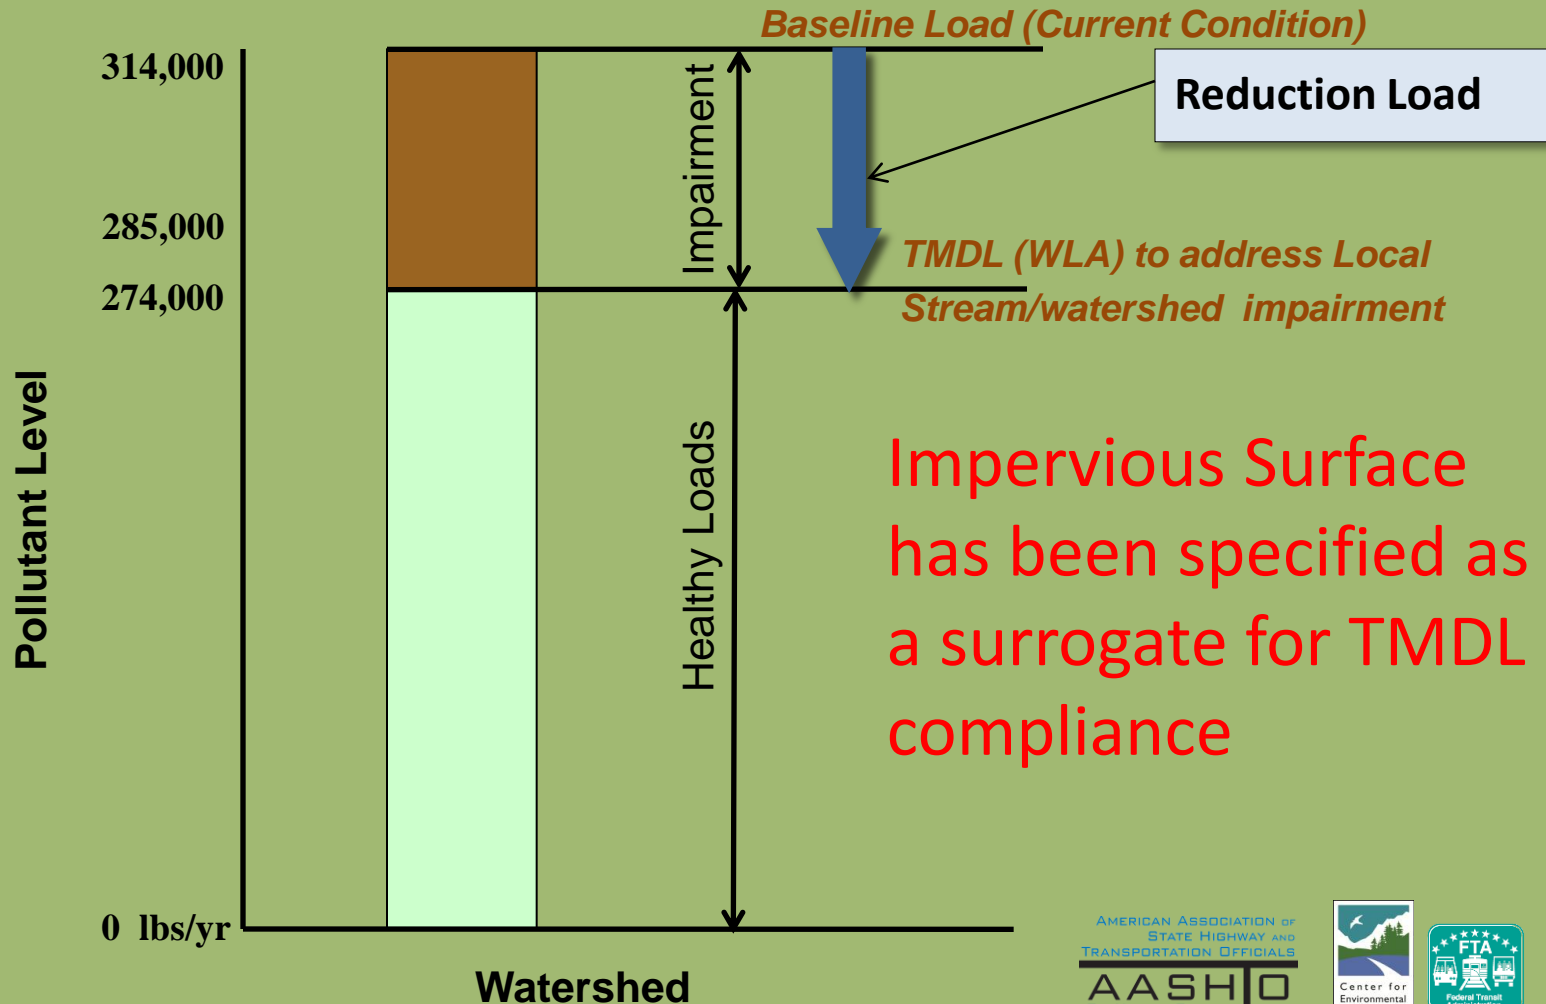 Baseline Load (Current Condition)
314,000
Impairment
Reduction Load
285,000
TMDL (WLA) to address Local
Stream/watershed impairment
274,000
Pollutant Level
Healthy Loads
Impervious Surface
has been specified as
a surrogate for TMDL
compliance
0 lbs/yr
Watershed
AMERICAN ASSOCIATION OF
STATE HIGHWAY AND
TRANSPORTATION OFFICIALS
AASHTO
Center for
Environmental
FTA
Federal Transit